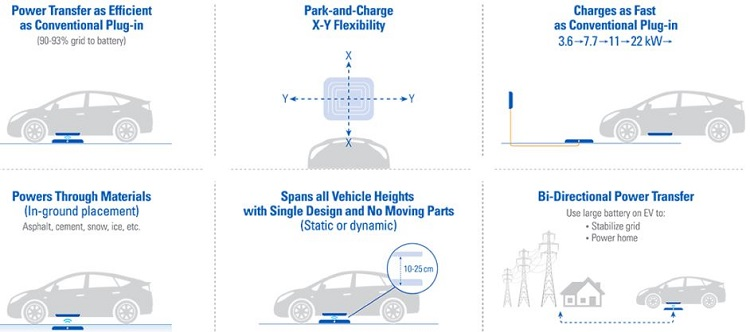 Power Transfer as Efficient
as Conventional Plug-in
(90-93% grid to battery)
Park-and-Charge
X-Y Flexibility
X
Y
Y
X
Charges as Fast
as Conventional Plug-in
3.6→7.7→11→22 kW→
Powers Through Materials
(In-ground placement)
Asphalt, cement, snow, ice, etc.
Spans all Vehicle Heights
with Single Design and No Moving Parts
(Static or dynamic)
10-25 cm
Bi-Directional Power Transfer
Use large battery on EV to:
• Stabilize grid
• Power home